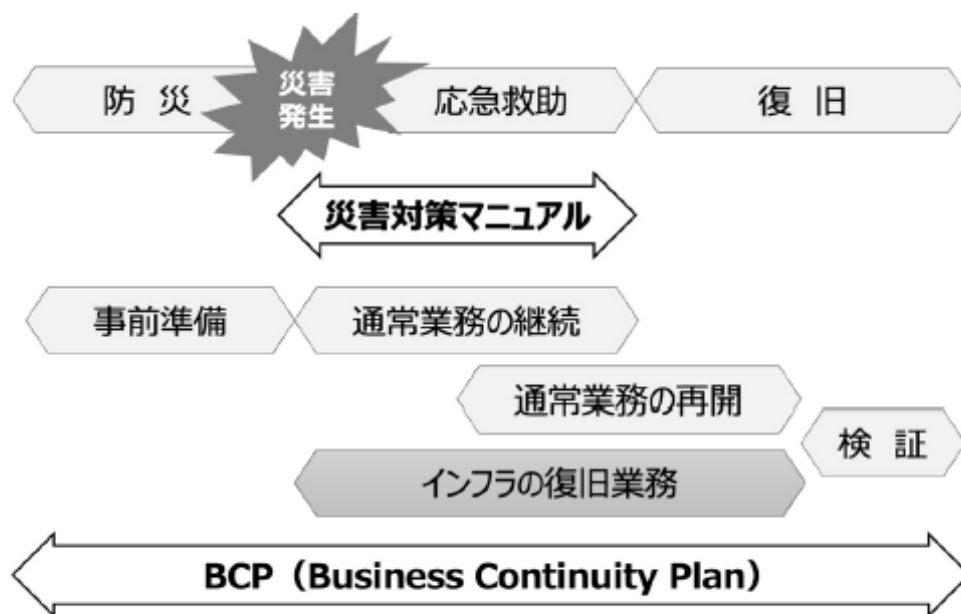 防 災
災害
発生
応急救助
復 旧
災害対策マニュアル
事前準備
通常業務の継続
通常業務の再開
検 証
インフラの復旧業務
BCP（Business Continuity Plan）